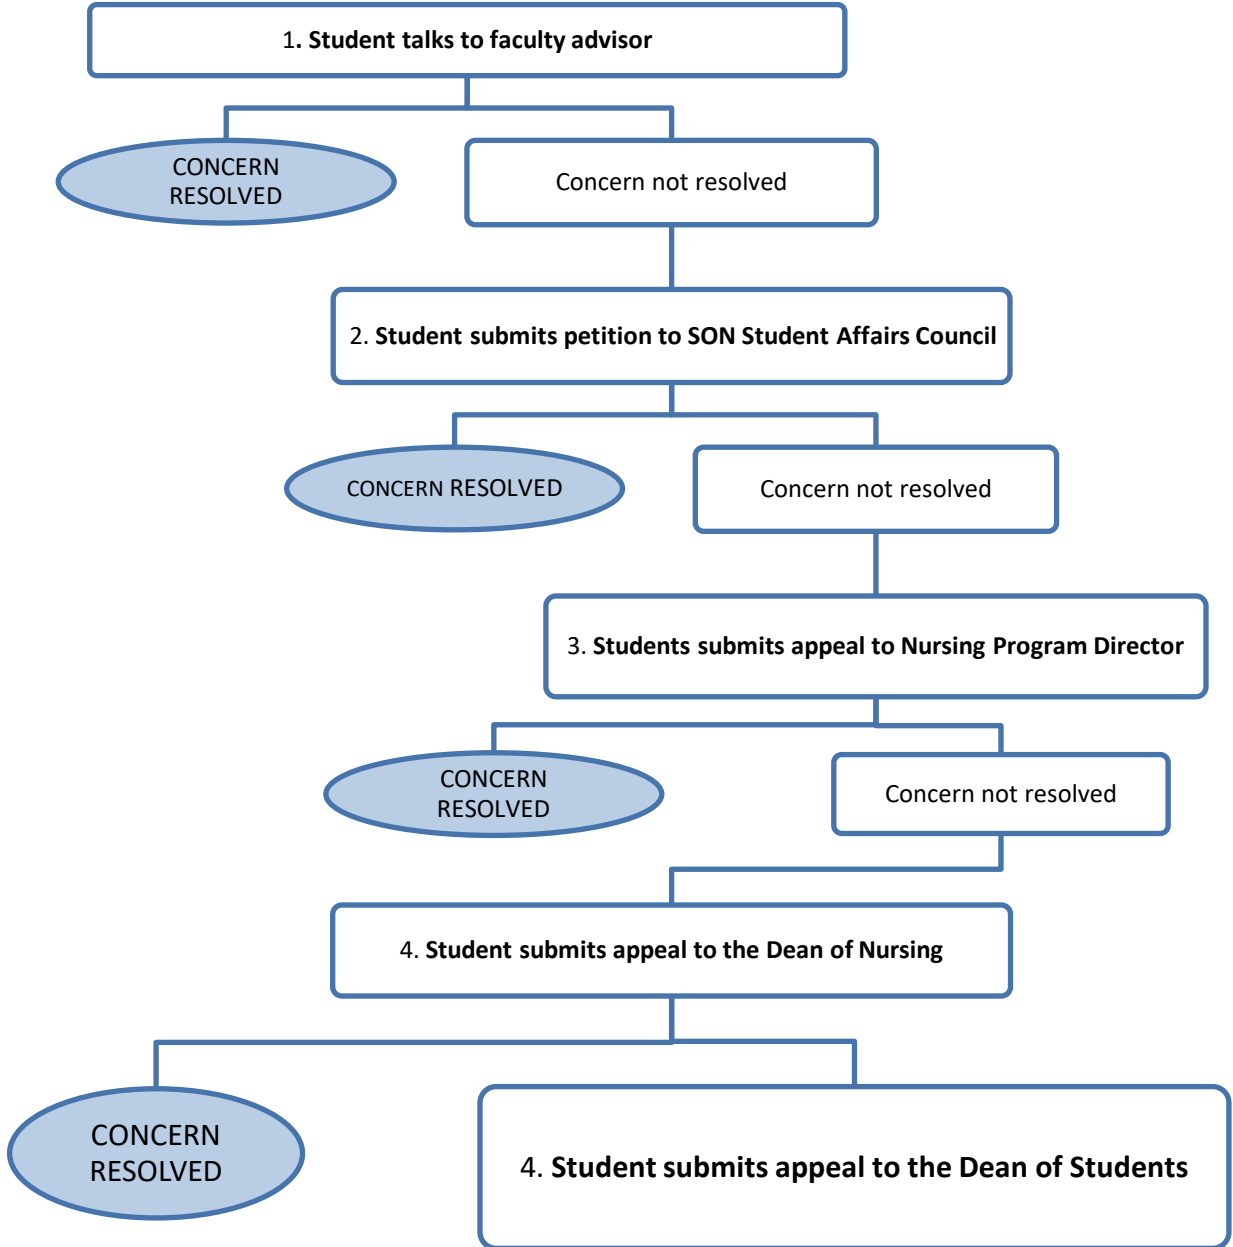 1. Student talks to faculty advisor
CONCERN
RESOLVED
Concern not resolved
2. Student submits petition to SON Student Affairs Council
CONCERN RESOLVED
Concern not resolved
3. Students submits appeal to Nursing Program Director
CONCERN
RESOLVED
Concern not resolved
4. Student submits appeal to the Dean of Nursing
CONCERN
RESOLVED
4. Student submits appeal to the Dean of Students